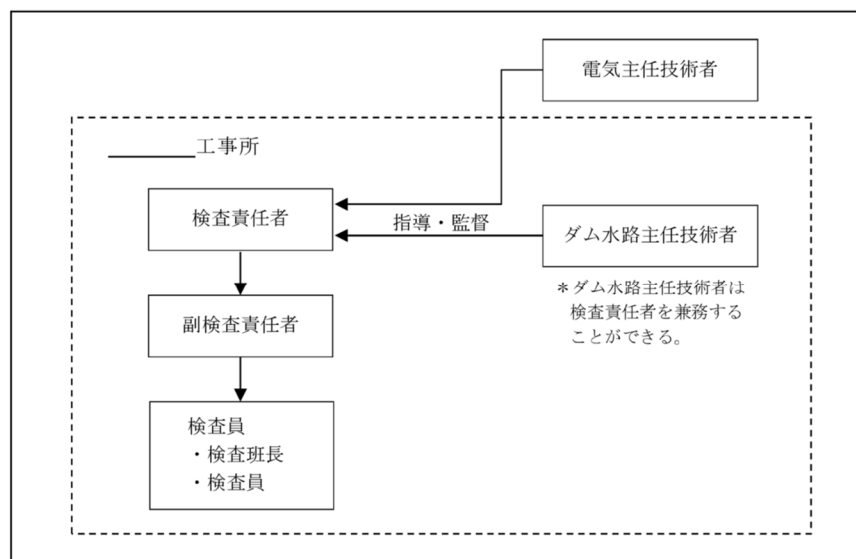 電気主任技術者
工事所
検査責任者
指導・監督
ダム水路主任技術者
＊ダム水路主任技術者は
検査責任者を兼務する
ことができる。
副検査責任者
検査員
・検査班長
・検査員